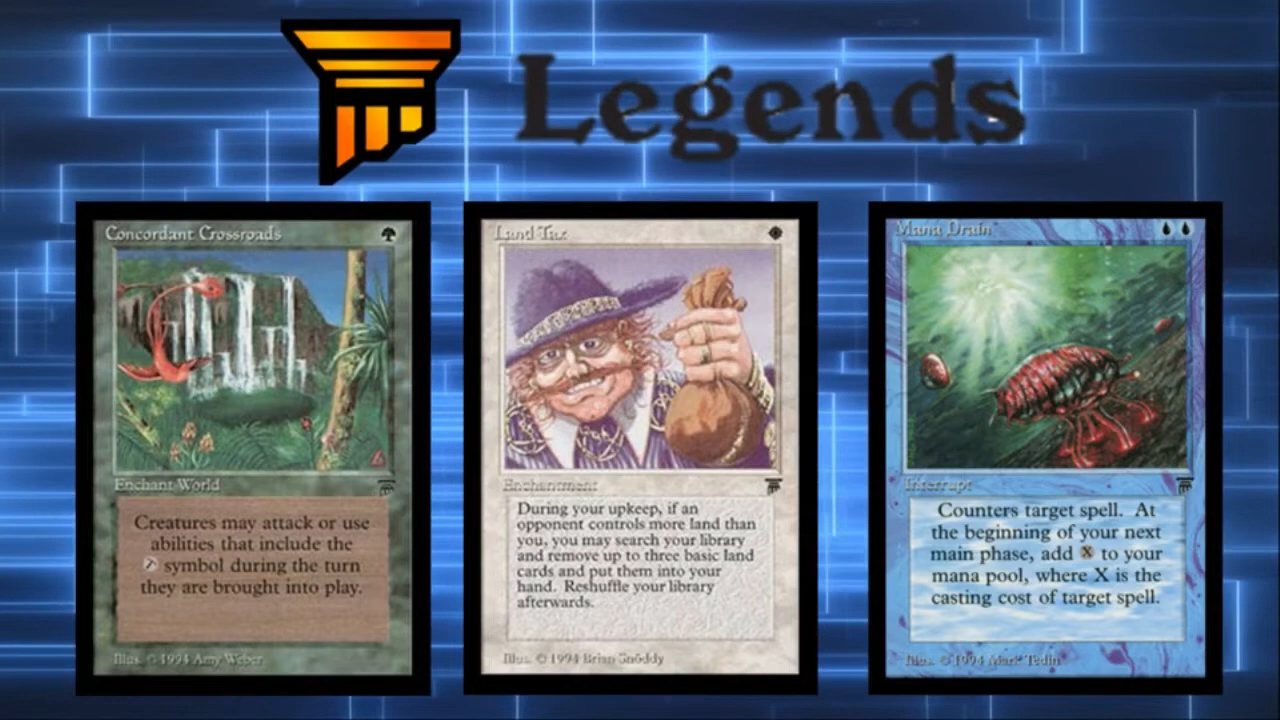 Legends
Concordant Crossroads
Enchant World
Creatures may attack or use
abilities that include the
symbol during the turn
they are brought into play.
Illus. © 1994 Amy Weber
Land Tax
Enchantment
During your upkeep, if an
opponent controls more land than
you, you may search your library
and remove up to three basic land
cards and put them into your
hand. Reshuffle your library
afterwards.
Illus. © 1994 Brian Snõddy
Mana Drain
Interrupt
Counters target spell. At
the beginning of your next
main phase, add X to your
mana pool, where X is the
casting cost of target spell.
Illus. © 1994 Mark Tedin